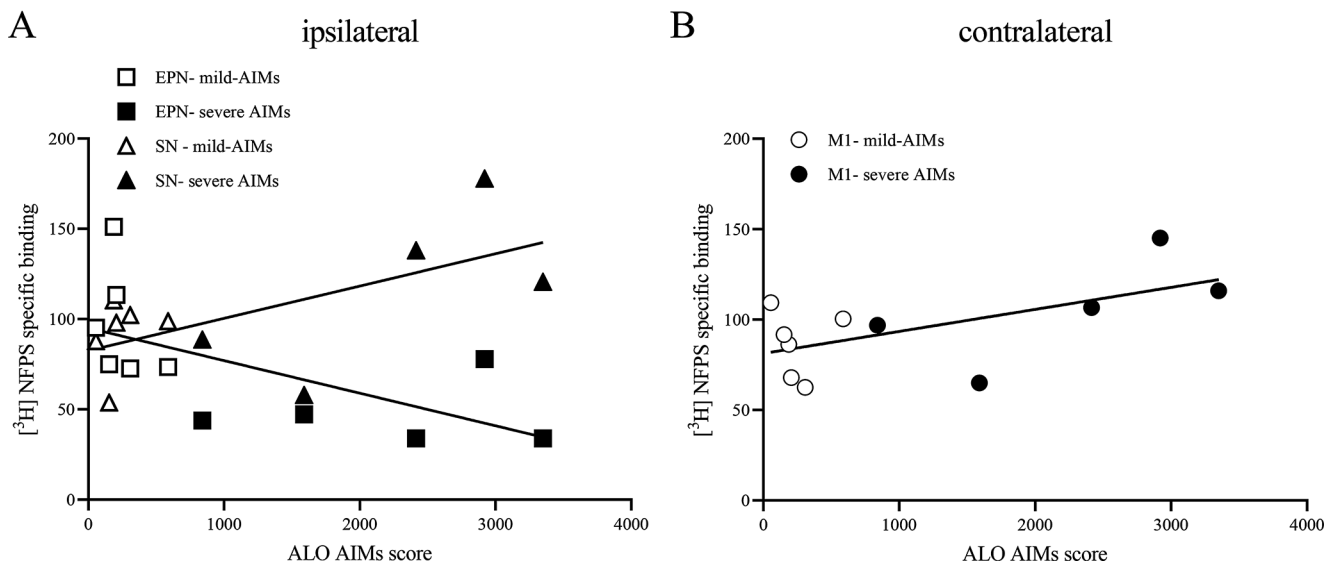 A
ipsilateral
EPN- mild-AIMs
EPN- severe AIMs
SN - mild-AIMs
SN- severe AIMs
200
150
100
50
0
[³H] NFPS specific binding
0 1000 2000 3000 4000
ALO AIMs score
B
contralateral
M1- mild-AIMs
M1- severe AIMs
200
150
100
50
0
[³H] NFPS specific binding
0 1000 2000 3000 4000
ALO AIMs score